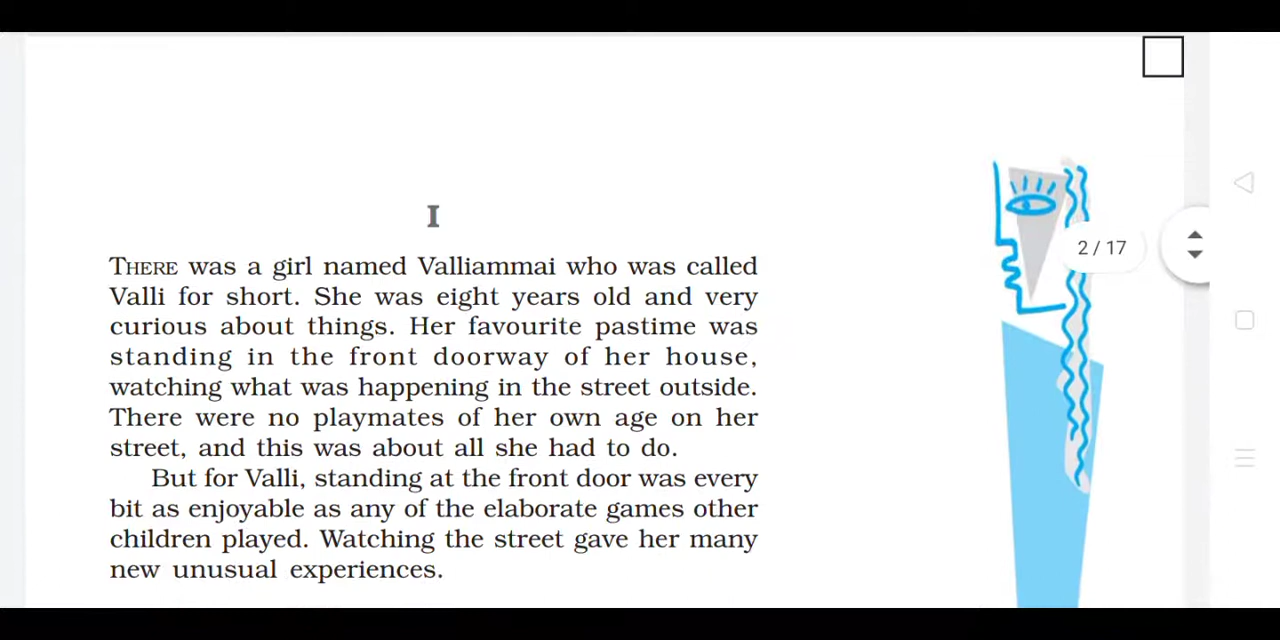 2 / 17
I
THERE was a girl named Valliammai who was called
Valli for short. She was eight years old and very
curious about things. Her favourite pastime was
standing in the front doorway of her house,
watching what was happening in the street outside.
There were no playmates of her own age on her
street, and this was about all she had to do.
But for Valli, standing at the front door was every
bit as enjoyable as any of the elaborate games other
children played. Watching the street gave her many
new unusual experiences.